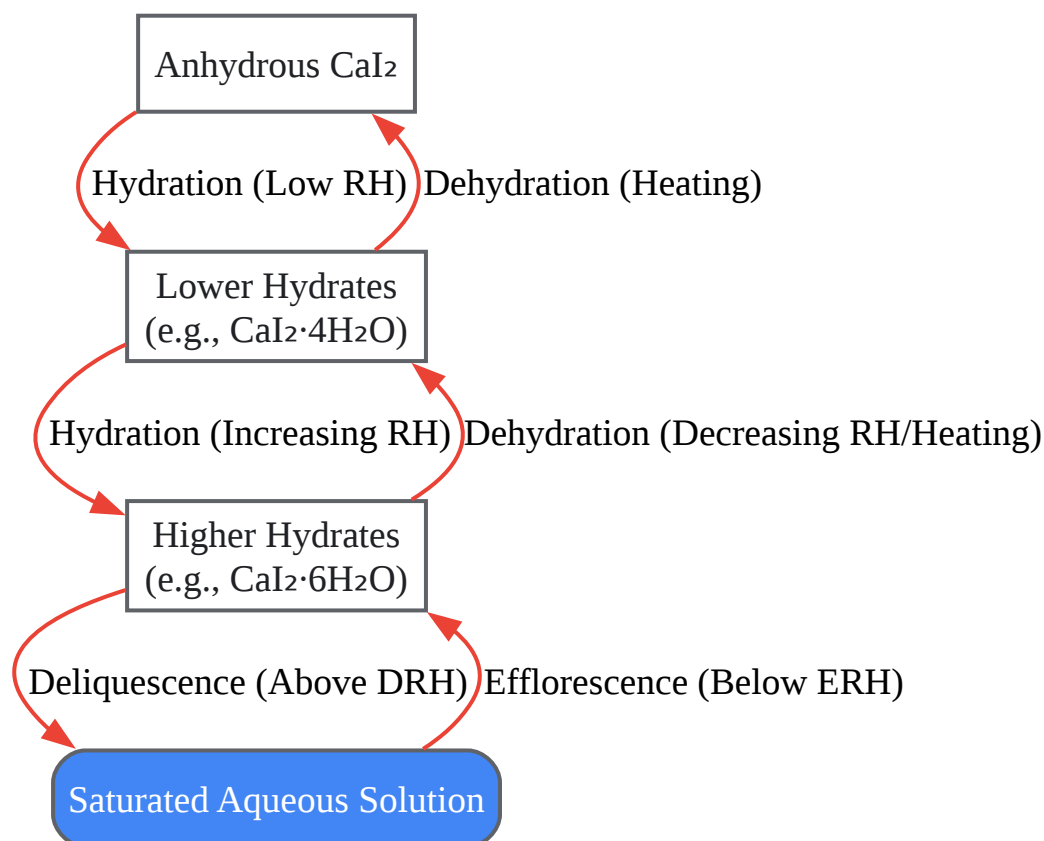 Anhydrous CaI₂
Hydration (Low RH)
Dehydration (Heating)
Lower Hydrates
(e.g., CaI₂·4H₂O)
Hydration (Increasing RH)
Dehydration (Decreasing RH/Heating)
Higher Hydrates
(e.g., CaI₂·6H₂O)
Deliquescence (Above DRH)
Efflorescence (Below ERH)
Saturated Aqueous Solution